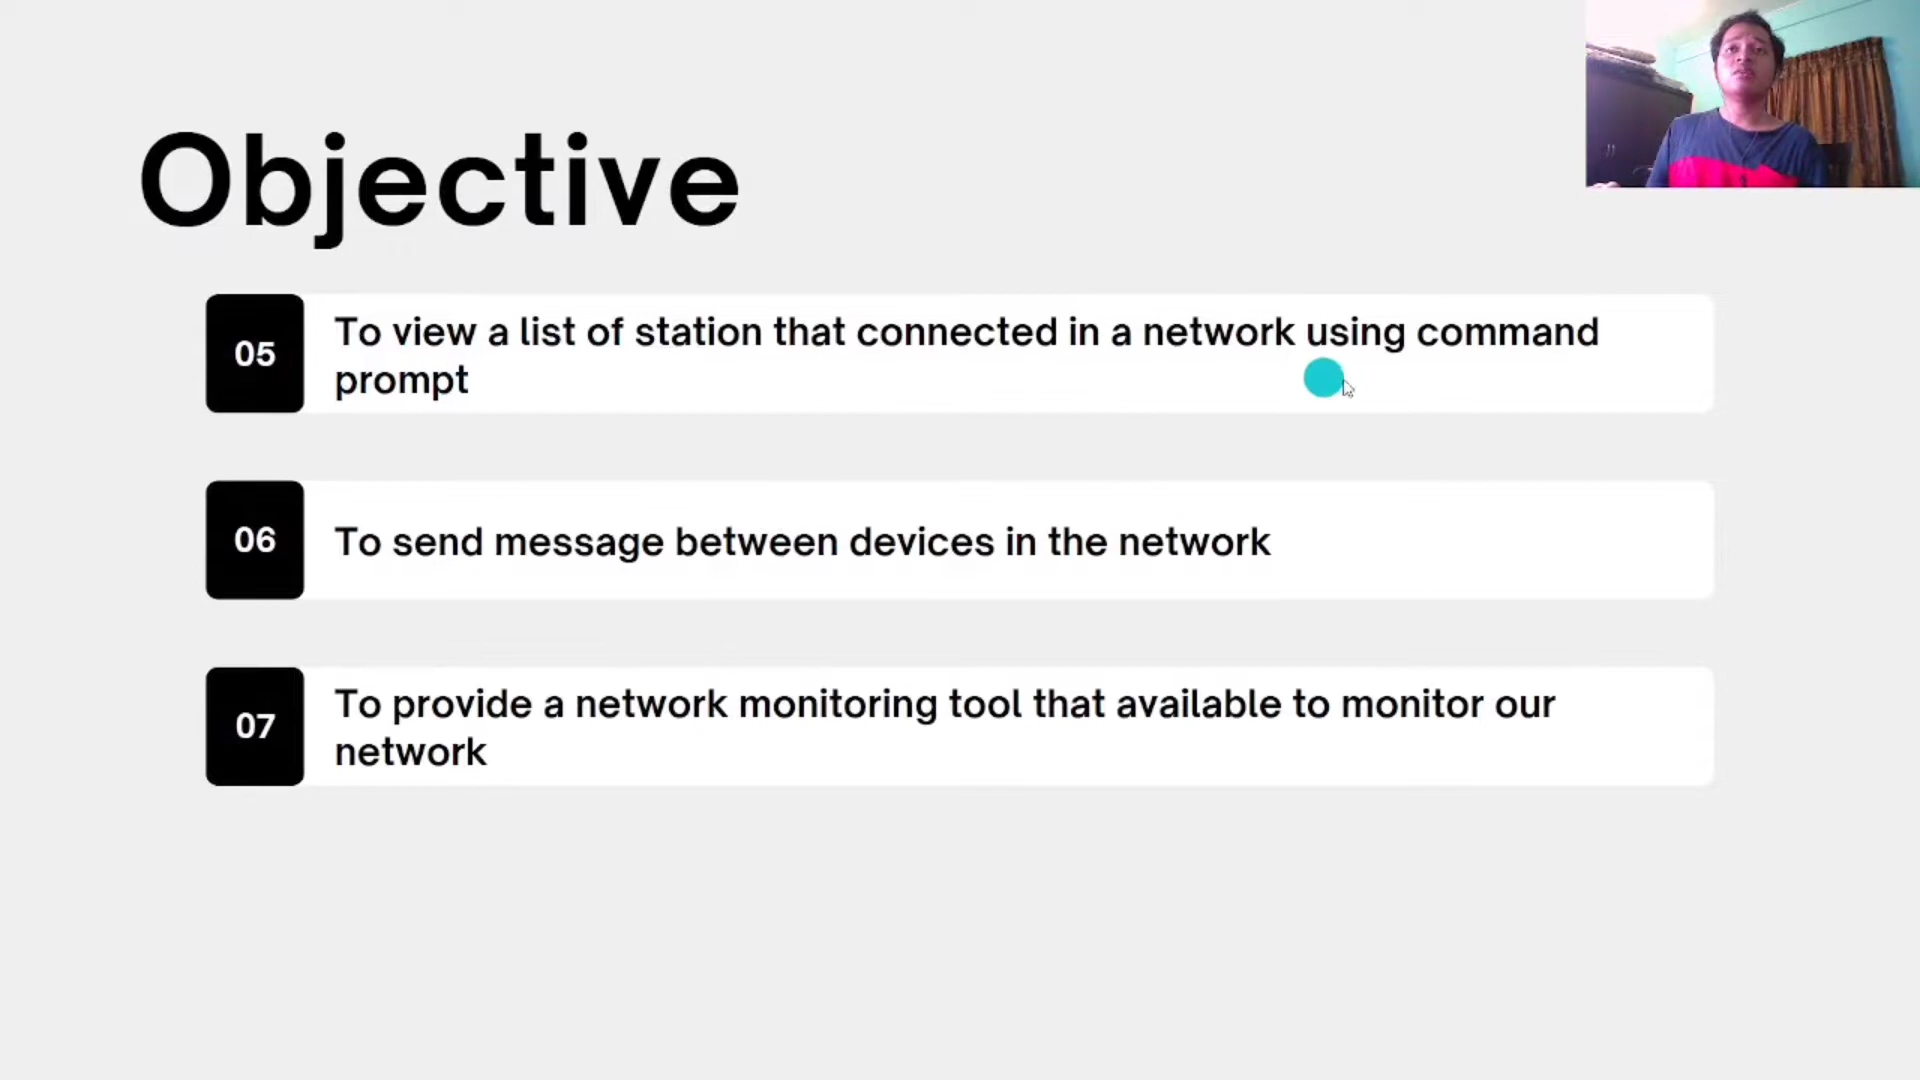 Objective
05
To view a list of station that connected in a network using command
prompt
06
To send message between devices in the network
07
To provide a network monitoring tool that available to monitor our
network